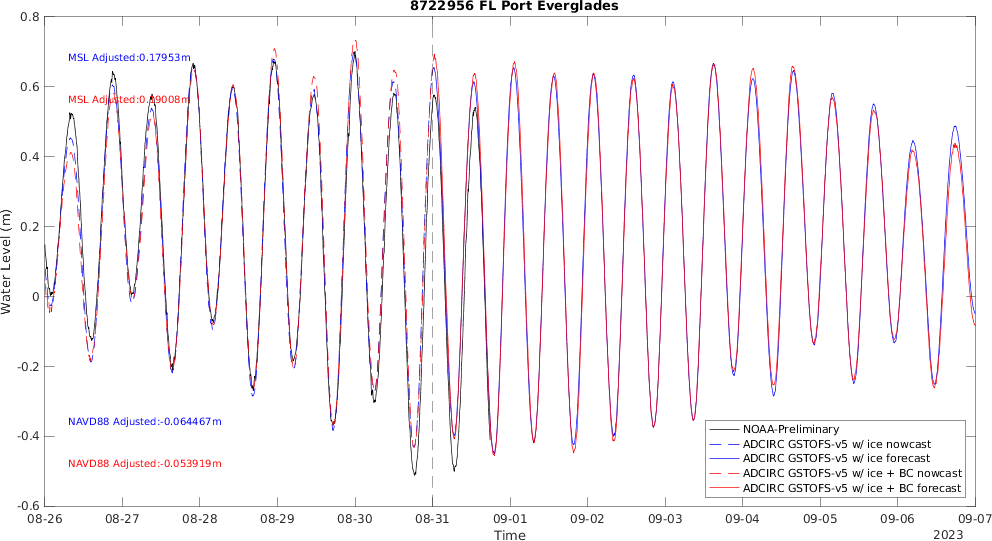 8722956 FL Port Everglades
0.8
0.6
0.4
0.2
0
-0.2
-0.4
-0.6
Water Level (m)
MSL Adjusted:0.17953m
MSL Adjusted:0.19008m
NAVD88 Adjusted:-0.064467m
NAVD88 Adjusted:-0.053919m
NOAA-Preliminary
ADCIRC GSTOFS-v5 w/ ice nowcast
ADCIRC GSTOFS-v5 w/ ice forecast
ADCIRC GSTOFS-v5 w/ ice + BC nowcast
ADCIRC GSTOFS-v5 w/ ice + BC forecast
08-26 08-27 08-28 08-29 08-30 08-31 09-01 09-02 09-03 09-04 09-05 09-06 09-07
Time
2023